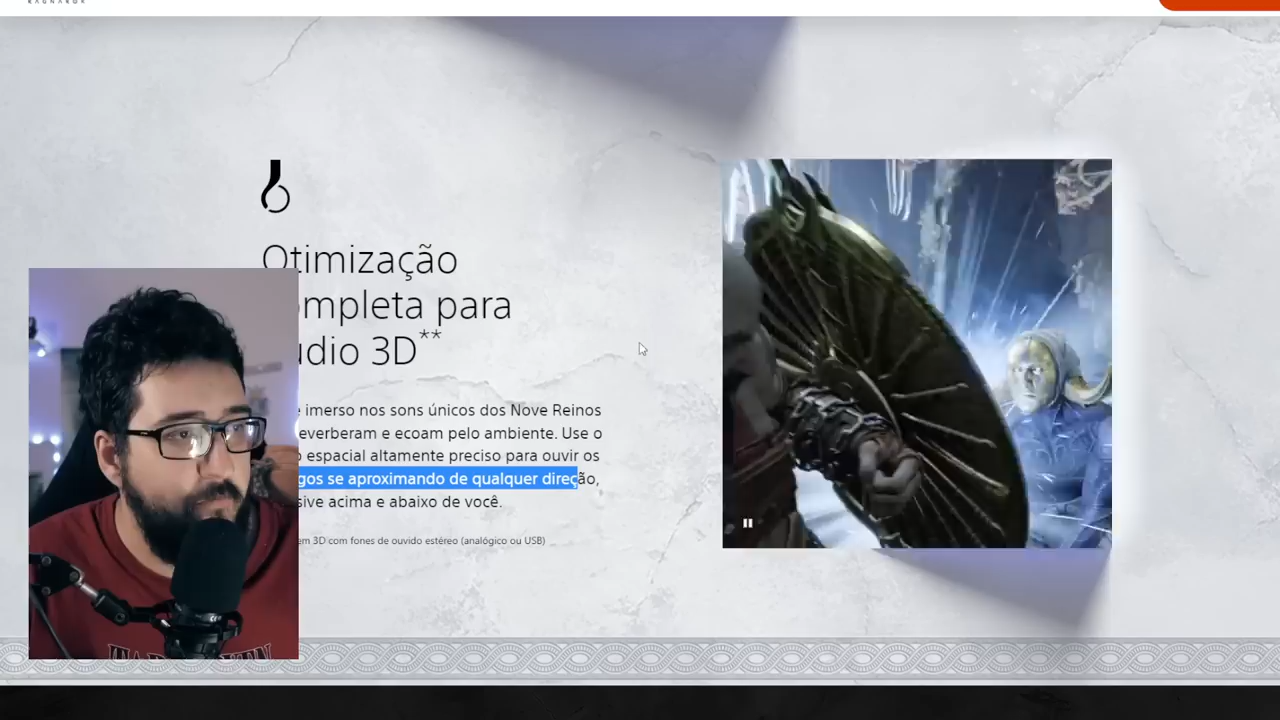 RAGNARÖK
Otimização
ompleta para
udio 3D**
e imerso nos sons únicos dos Nove Reinos
everberam e ecoam pelo ambiente. Use o
espacial altamente preciso para ouvir os
gos se aproximando de qualquer direção,
sive acima e abaixo de você.
em 3D com fones de ouvido estéreo (analógico ou USB)